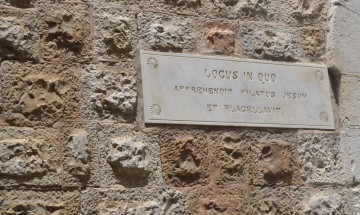 LOCUS IN QUO
APPREHENDIT PILATUS JESUM
ET FLAGELLAVIT